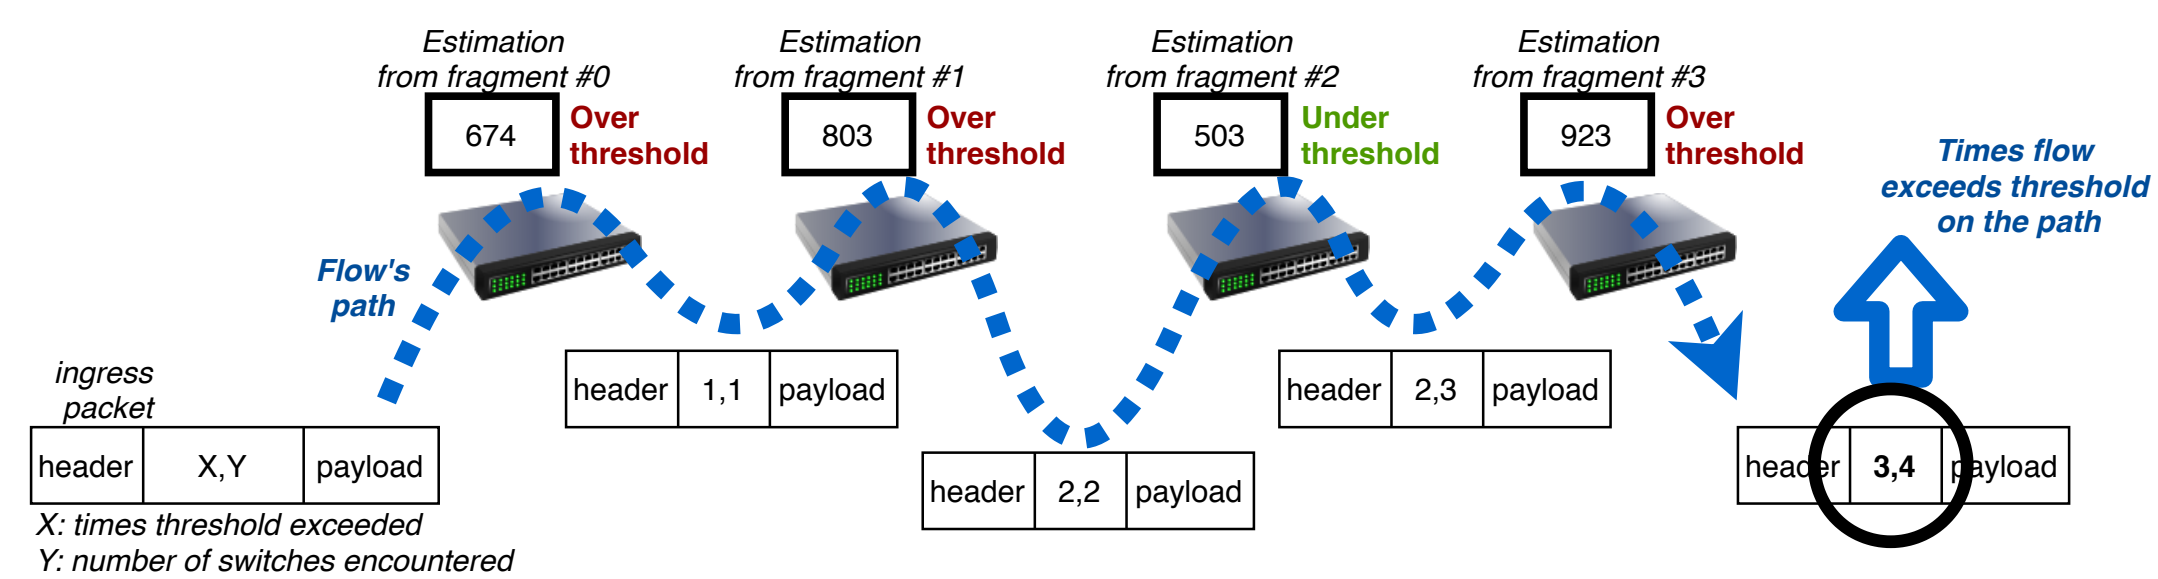 Estimation
from fragment #0
674
Over
threshold
Estimation
from fragment #1
803
Over
threshold
Estimation
from fragment #2
503
Under
threshold
Estimation
from fragment #3
923
Over
threshold
Times flow
exceeds threshold
on the path
Flow's
path
ingress
packet
header X,Y payload
X: times threshold exceeded
Y: number of switches encountered
header 1,1 payload
header 2,2 payload
header 2,3 payload
header 3,4 payload